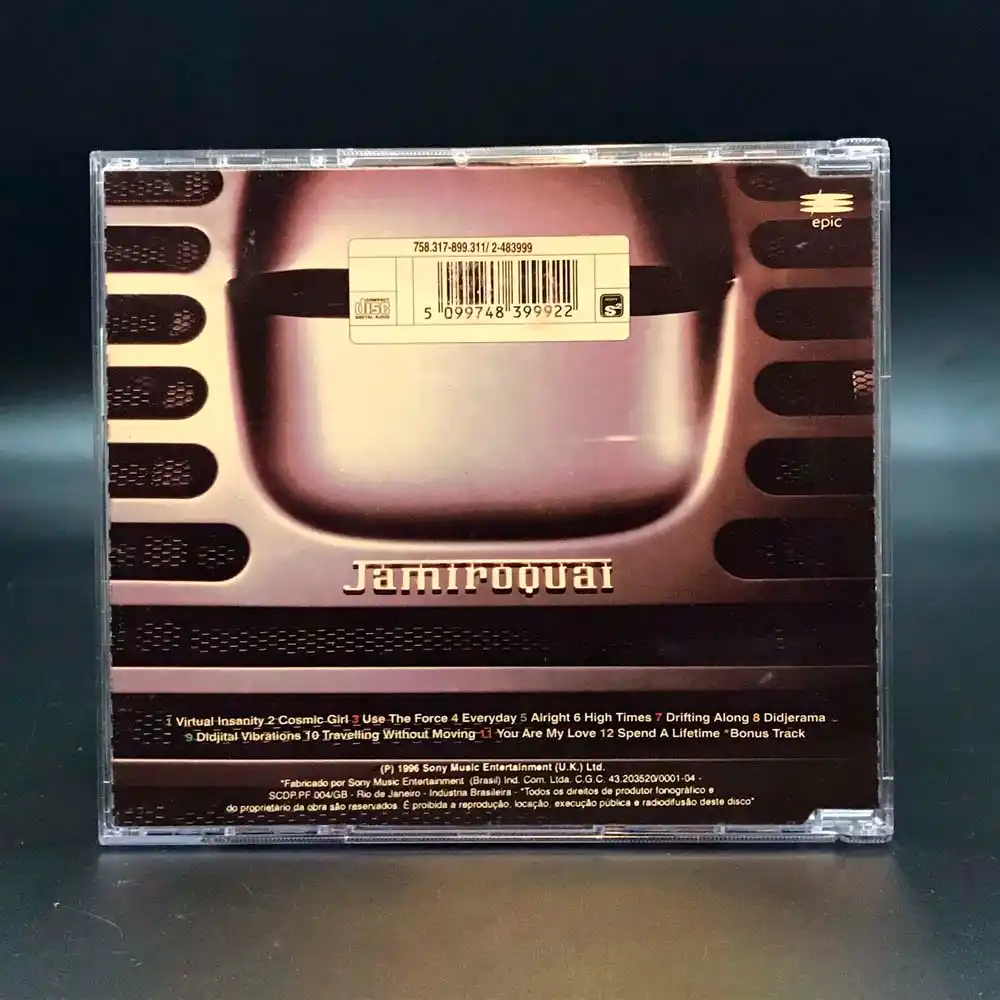 epic
758.317-899.311/ 2-483999
COMPACT
disc
DIGITAL AUDIO
5 099748 399922
Jamiroquai
1 Virtual Insanity 2 Cosmic Girl 3 Use The Force 4 Everyday 5 Alright 6 High Times 7 Drifting Along 8 Didjerama
9 Didjital Vibrations 10 Travelling Without Moving 11 You Are My Love 12 Spend A Lifetime *Bonus Track
(P) 1996 Sony Music Entertainment (U.K.) Ltd.
"Fabricado por Sony Music Entertainment (Brasil) Ind. Com. Ltda. C.G.C. 43.203520/0001-04 -
SCDP.PF 004/GB - Rio de Janeiro - Indústria Brasileira - "Todos os direitos de produtor fonográfico e
do proprietário da obra são reservados. É proibida a reprodução, locação, execução pública e radiodifusão deste disco"